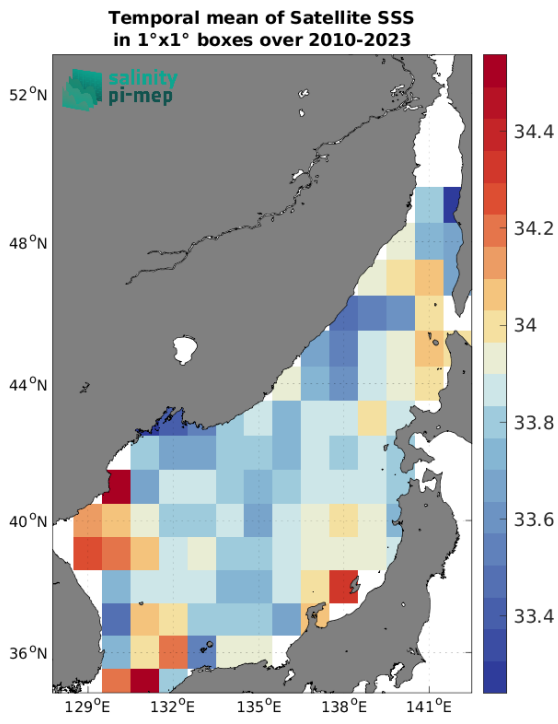 Temporal mean of Satellite SSS
in 1°x1° boxes over 2010-2023
salinity
pi-mep
52°N
48°N
44°N
40°N
36°N
129°E
132°E
135°E
138°E
141°E
34.4
34.2
34
33.8
33.6
33.4